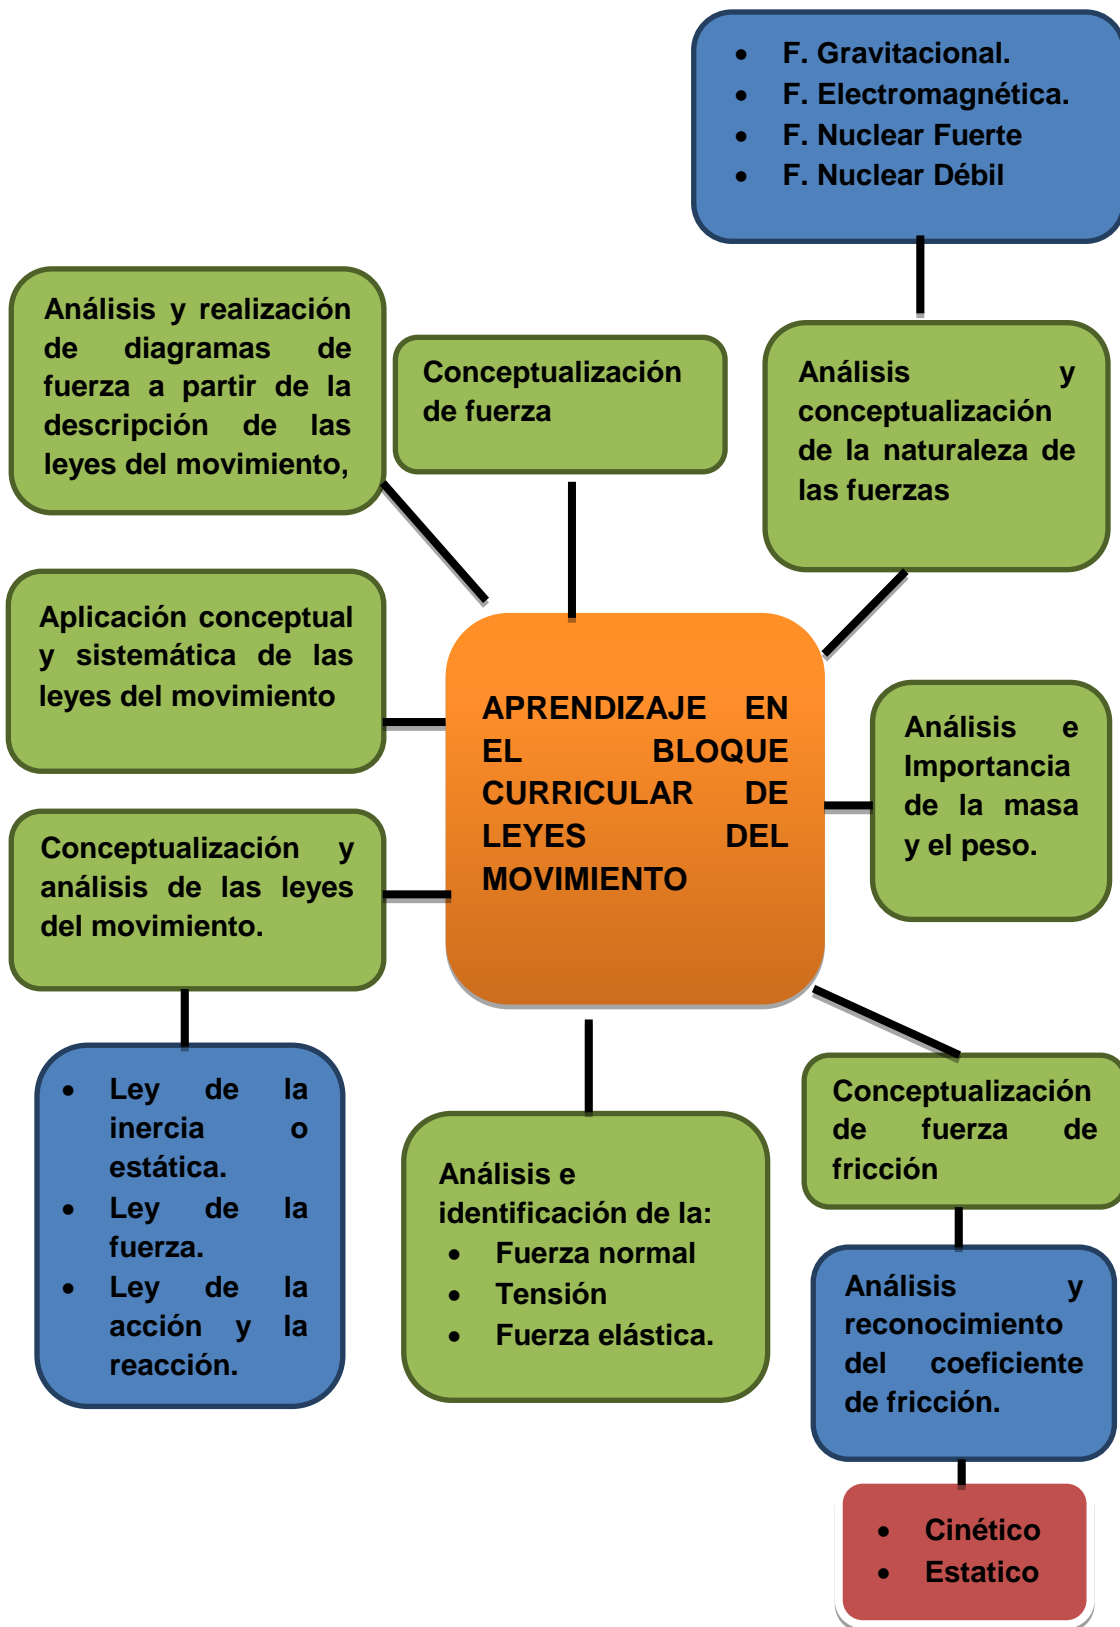 • F. Gravitacional.
• F. Electromagnética.
• F. Nuclear Fuerte
• F. Nuclear Débil
Análisis y realización
de diagramas de
fuerza a partir de la
descripción de las
leyes del movimiento,
Conceptualización
de fuerza
Análisis y
conceptualización
de la naturaleza de
las fuerzas
Aplicación conceptual
y sistemática de las
leyes del movimiento
APRENDIZAJE EN
EL BLOQUE
CURRICULAR DE
LEYES DEL
MOVIMIENTO
Análisis e
Importancia
de la masa
y el peso.
Conceptualización y
análisis de las leyes
del movimiento.
• Ley de la
inercia o
estática.
• Ley de la
fuerza.
• Ley de la
acción y la
reacción.
Análisis e
identificación de la:
• Fuerza normal
• Tensión
• Fuerza elástica.
Conceptualización
de fuerza de
fricción
Análisis y
reconocimiento
del coeficiente
de fricción.
• Cinético
• Estatico